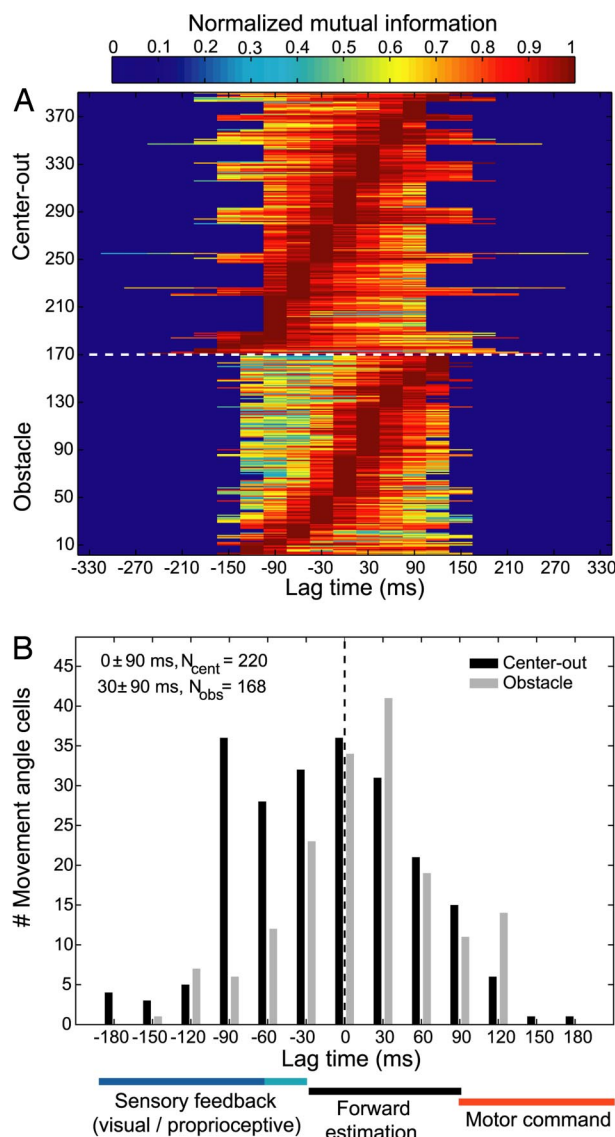 Normalized mutual information
0 0.1 0.2 0.3 0.4 0.5 0.6 0.7 0.8 0.9 1
A
Center-out
Obstacle
390
370
330
290
250
210
170
130
90
50
10
-330 -270 -210 -150 -90 -30 30 90 150 210 270 330
Lag time (ms)
B
0 ± 90 ms, Ncent = 220
30 ± 90 ms, Nobs = 168
Center-out
Obstacle
# Movement angle cells
45
40
35
30
25
20
15
10
5
0
-180 -150 -120 -90 -60 -30 0 30 60 90 120 150 180
Lag time (ms)
Sensory feedback
(visual / proprioceptive)
Forward
estimation
Motor command